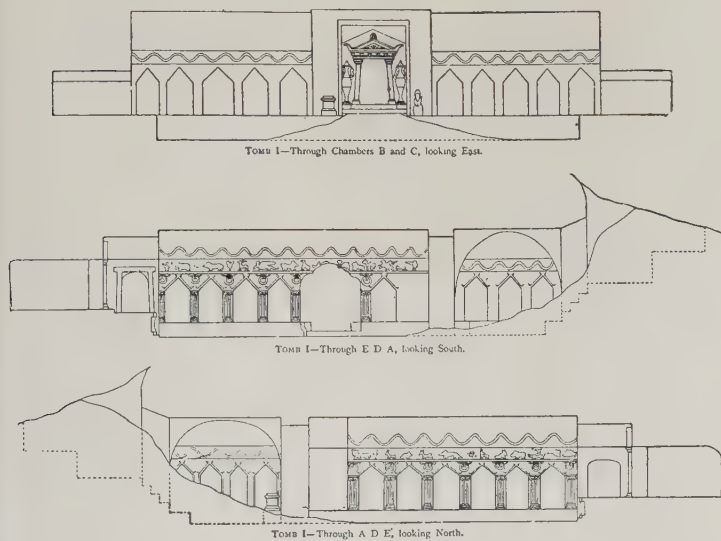 TOMB I—Through Chambers B and C, looking East.
TOMB I—Through E D A, looking South.
TOMB I—Through A D E, looking North.